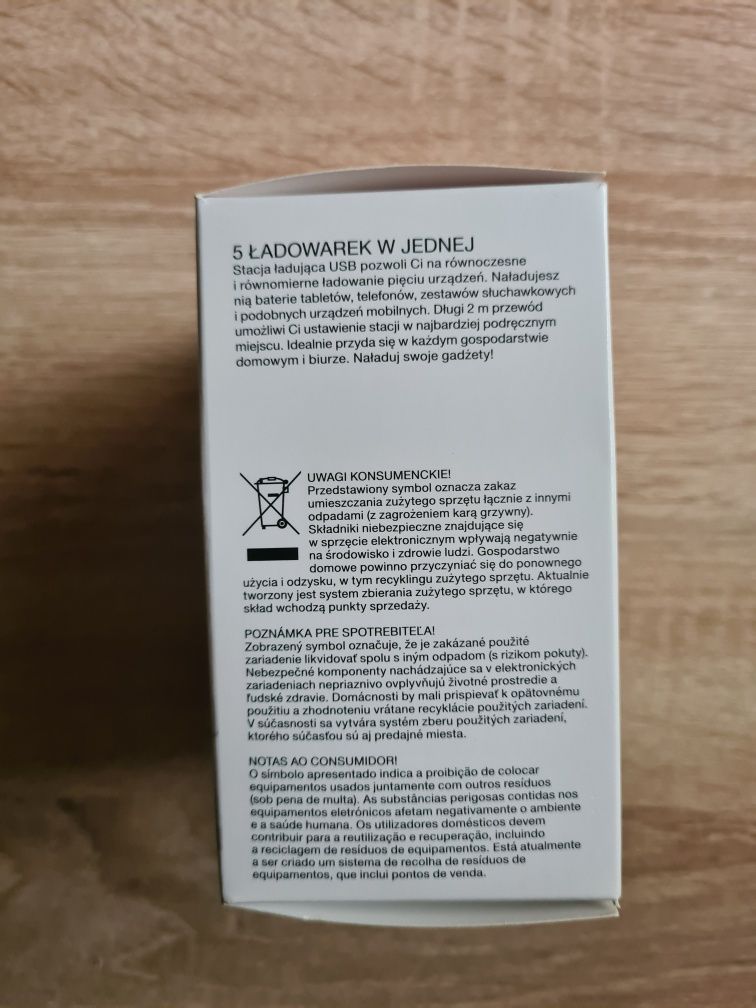 5 ŁADOWAREK W JEDNEJ
Stacja ładująca USB pozwoli Ci na równoczesne
i równomierne ładowanie pięciu urządzeń. Naładujesz
nią baterie tabletów, telefonów, zestawów słuchawkowych
i podobnych urządzeń mobilnych. Długi 2 m przewód
umożliwi Ci ustawienie stacji w najbardziej podręcznym
miejscu. Idealnie przyda się w każdym gospodarstwie
domowym i biurze. Naładuj swoje gadżety!
UWAGI KONSUMENCKIE!
Przedstawiony symbol oznacza zakaz
umieszczania zużytego sprzętu łącznie z innymi
odpadami (z zagrożeniem karą grzywny).
Składniki niebezpieczne znajdujące się
w sprzęcie elektronicznym wpływają negatywnie
na środowisko i zdrowie ludzi. Gospodarstwo
domowe powinno przyczyniać się do ponownego
użycia i odzysku, w tym recyklingu zużytego sprzętu. Aktualnie
tworzony jest system zbierania zużytego sprzętu, w którego
skład wchodzą punkty sprzedaży.
POZNÁMKA PRE SPOTREBITEĽA!
Zobrazený symbol označuje, že je zakázané použité
zariadenie likvidovať spolu s iným odpadom (s rizikom pokuty).
Nebezpečné komponenty nachádzajúce sa v elektronických
zariadeniach nepriaznivo ovplyvňujú životné prostredie a
ľudské zdravie. Domácnosti by mali prispievať k opätovnému
použitiu a zhodnoteniu vrátane recyklácie použitých zariadení.
V súčasnosti sa vytvára systém zberu použitých zariadení,
ktorého súčasťou sú aj predajné miesta.
NOTAS AO CONSUMIDOR!
O símbolo apresentado indica a proibição de colocar
equipamentos usados juntamente com outros resíduos
(sob pena de multa). As substâncias perigosas contidas nos
equipamentos eletrónicos afetam negativamente o ambiente
e a saúde humana. Os utilizadores domésticos devem
contribuir para a reutilização e recuperação, incluindo
a reciclagem de resíduos de equipamentos. Está atualmente
a ser criado um sistema de recolha de resíduos de
equipamentos, que inclui pontos de venda.